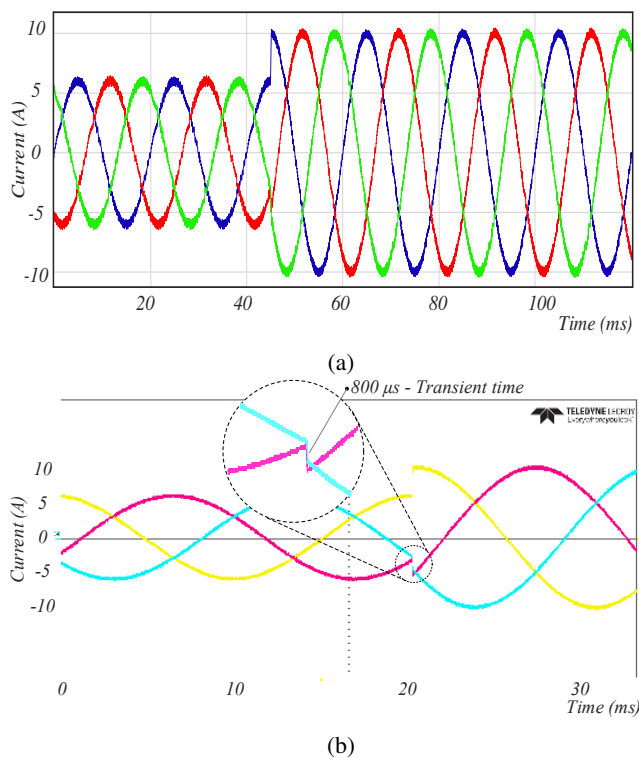 (a)
Current (A)
10
5
0
-5
-10
20
40
60
80
100
Time (ms)
(b)
800 μs - Transient time
TELEDYNE LECROY
Everywhereyoulook
Current (A)
10
5
0
-5
-10
0
10
20
30
Time (ms)